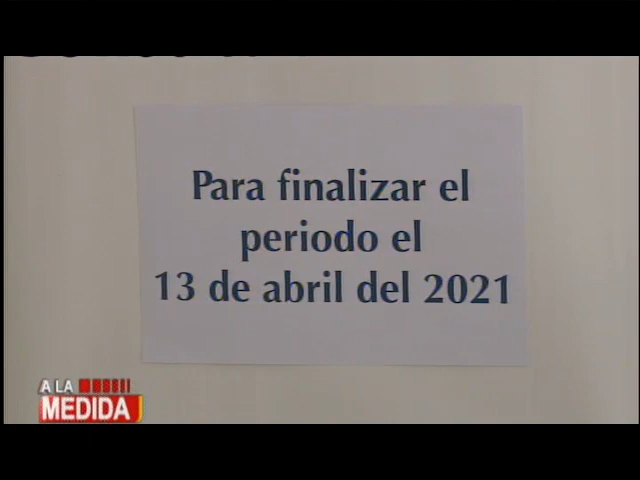 Para finalizar el
periodo el
13 de abril del 2021
A LA
MEDIDA